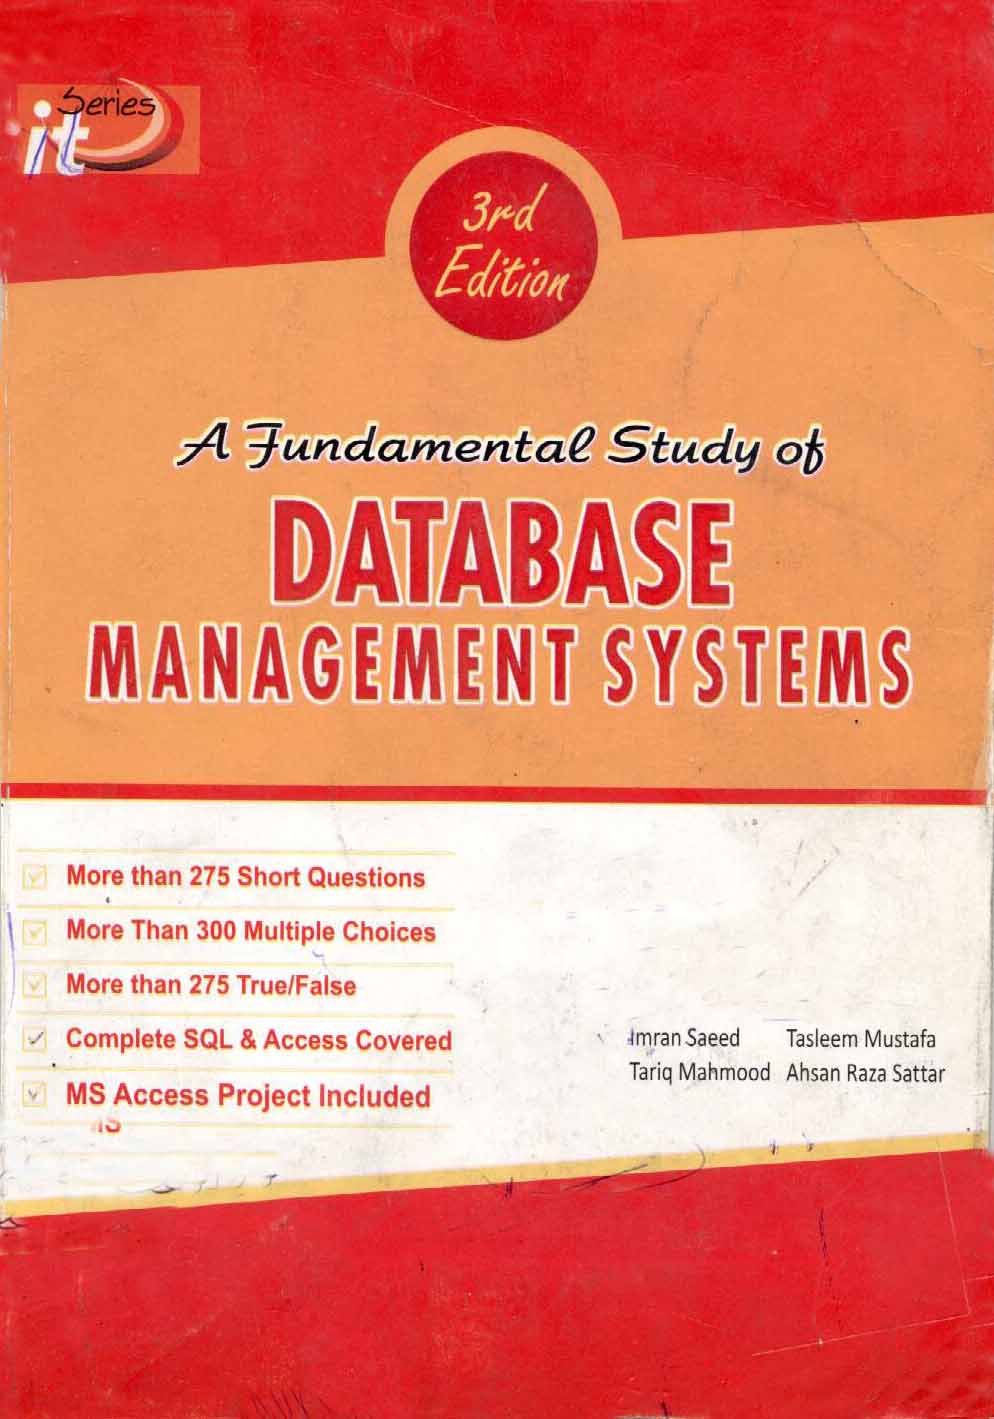 Series
it
3rd
Edition
A Fundamental Study of
DATABASE
MANAGEMENT SYSTEMS
More than 275 Short Questions
More Than 300 Multiple Choices
More than 275 True/False
Complete SQL & Access Covered
MS Access Project Included
Imran Saeed Tasleem Mustafa
Tariq Mahmood Ahsan Raza Sattar